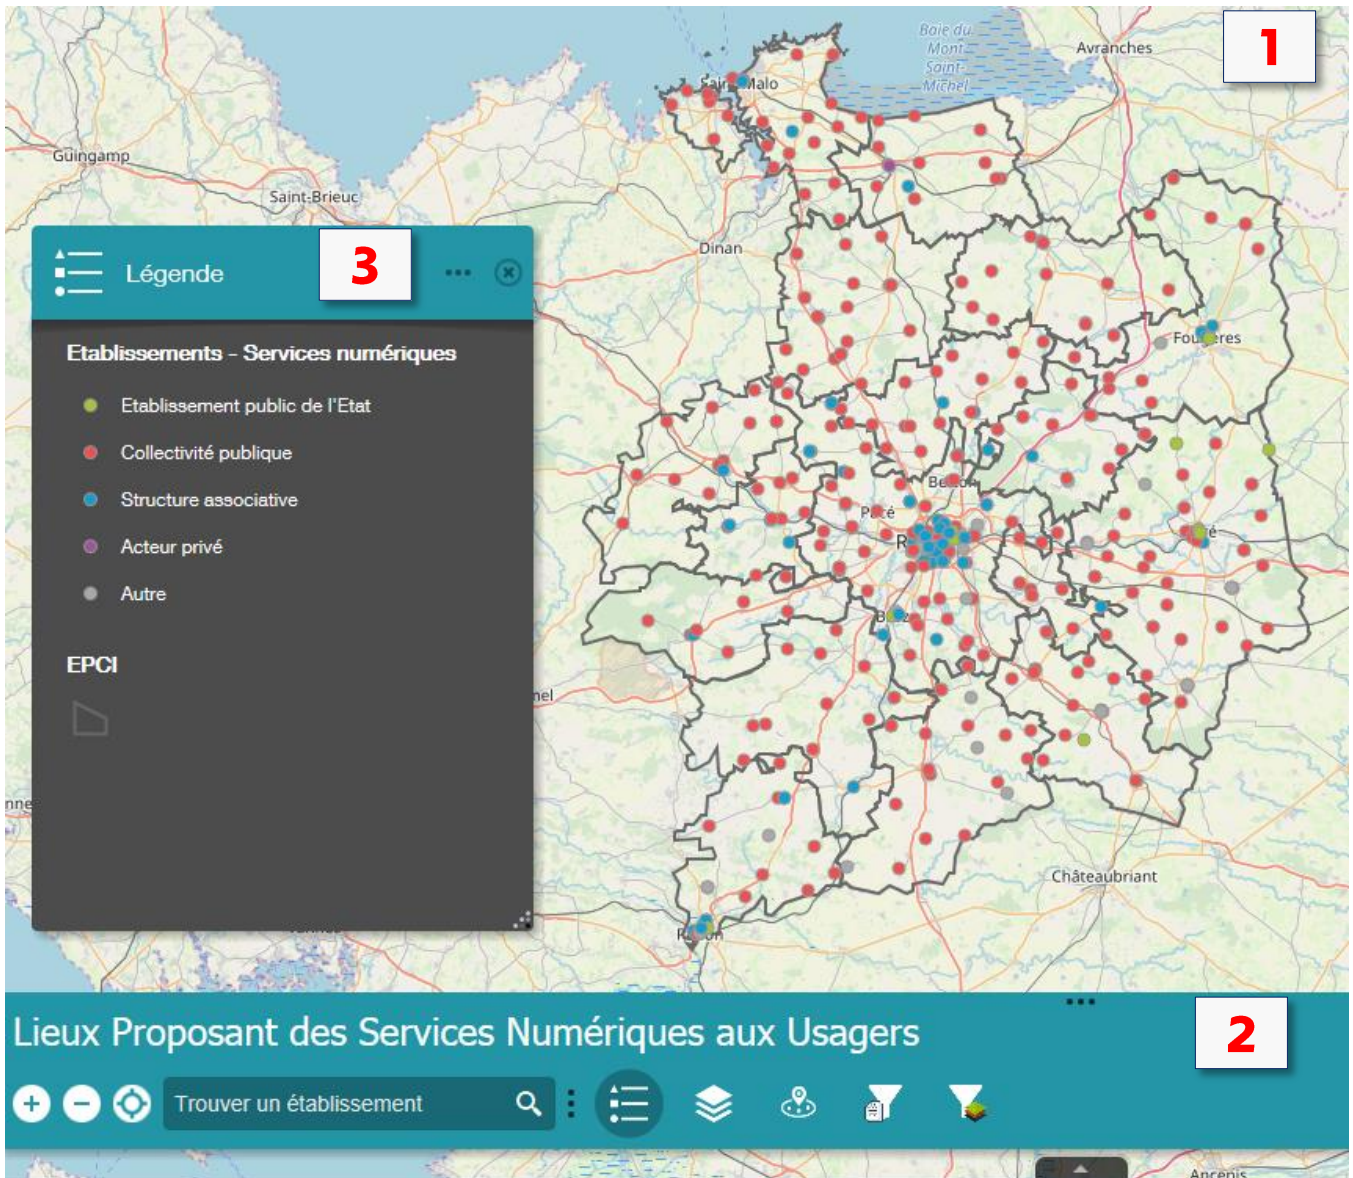 Baie du
Mont
Saint-
Michel
Avranches
1
Saint-Malo
Guingamp
Saint-Brieuc
Dinan
Légende
3
Etablissements - Services numériques
Etablissement public de l'Etat
Collectivité publique
Structure associative
Acteur privé
Autre
EPCI
Châteaubriant
Lieux Proposant des Services Numériques aux Usagers
2
Trouver un établissement
Ancenis